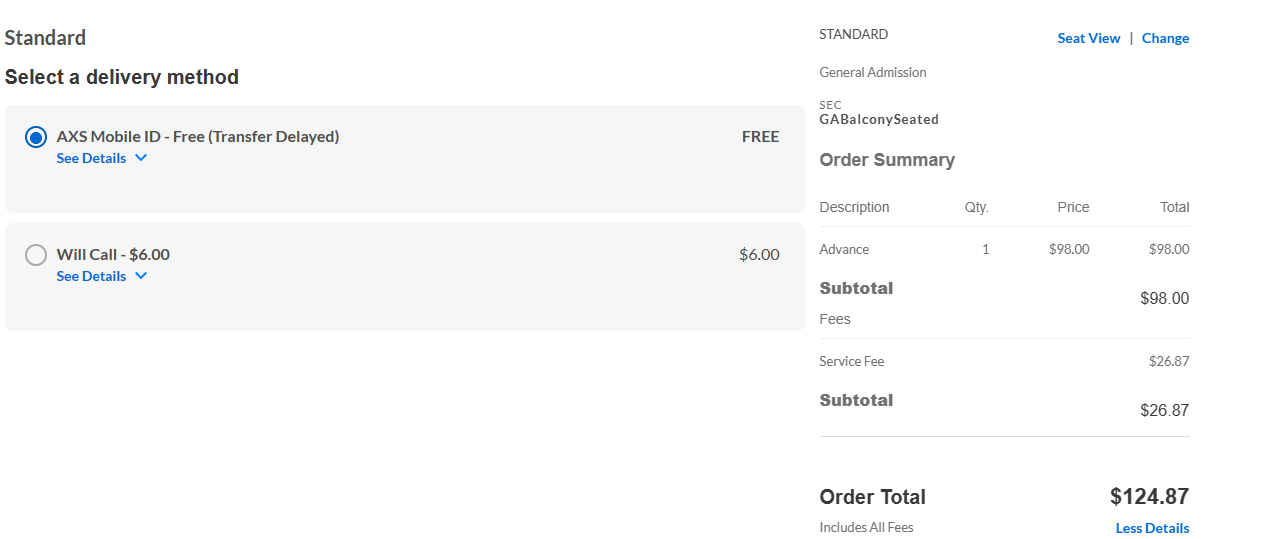 Standard
Select a delivery method
AXS Mobile ID - Free (Transfer Delayed) FREE
See Details
Will Call - $6.00 $6.00
See Details
STANDARD Seat View | Change
General Admission
SEC
GABalconySeated
Order Summary
Description Qty. Price Total
Advance 1 $98.00 $98.00
Subtotal $98.00
Fees
Service Fee $26.87
Subtotal $26.87
Order Total $124.87
Includes All Fees Less Details